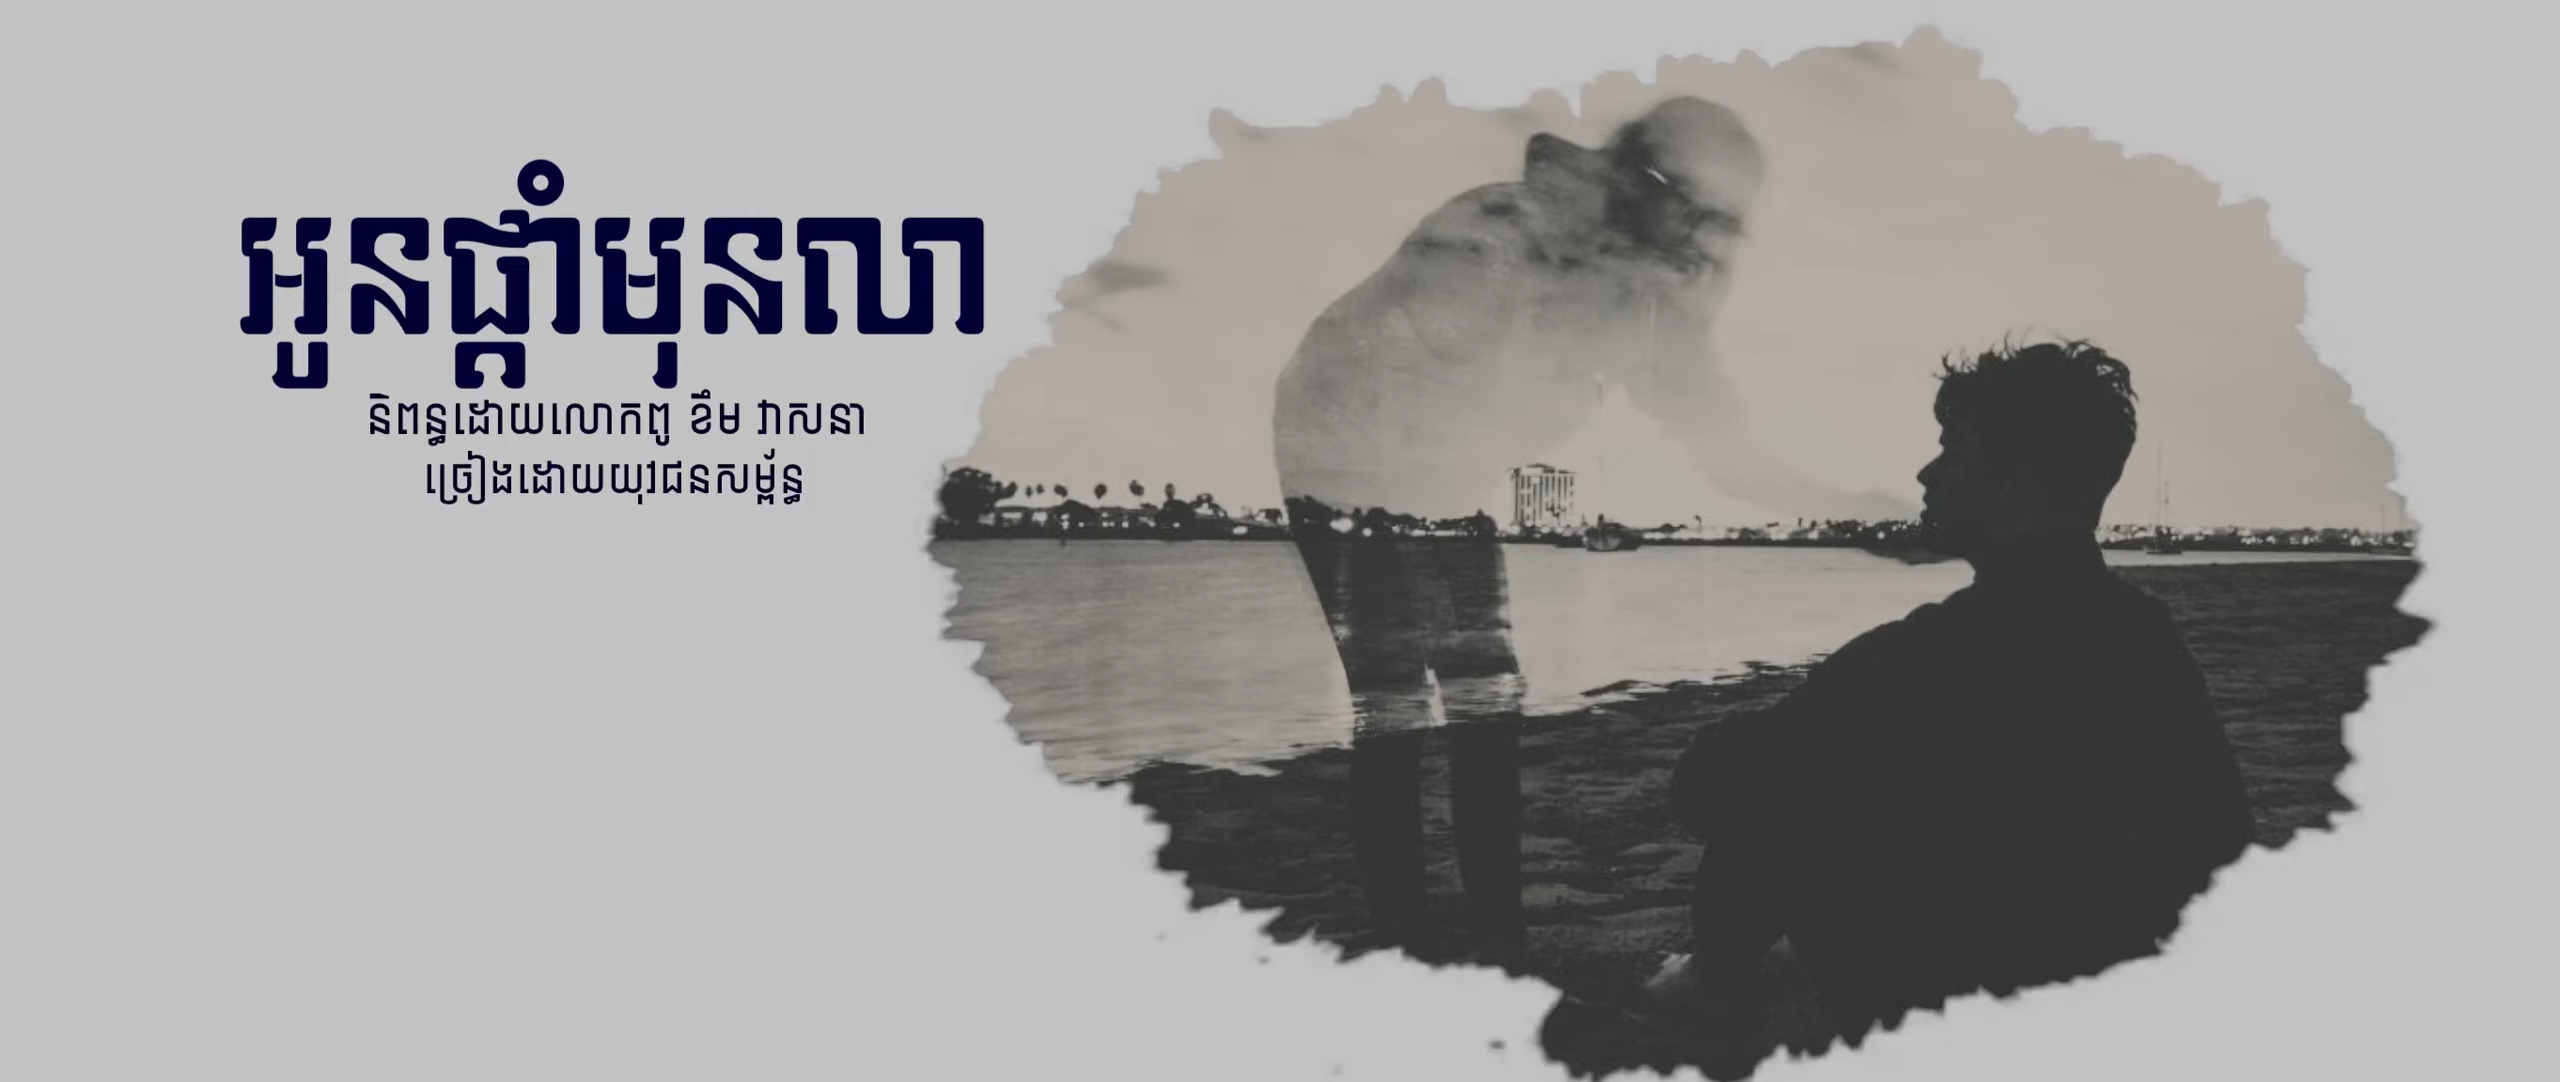 អូនផ្ដាំមុនលា
និពន្ធដោយលោកពូ ខឹម វាសនា
ច្រៀងដោយយុវជនសម្ព័ន្ធ